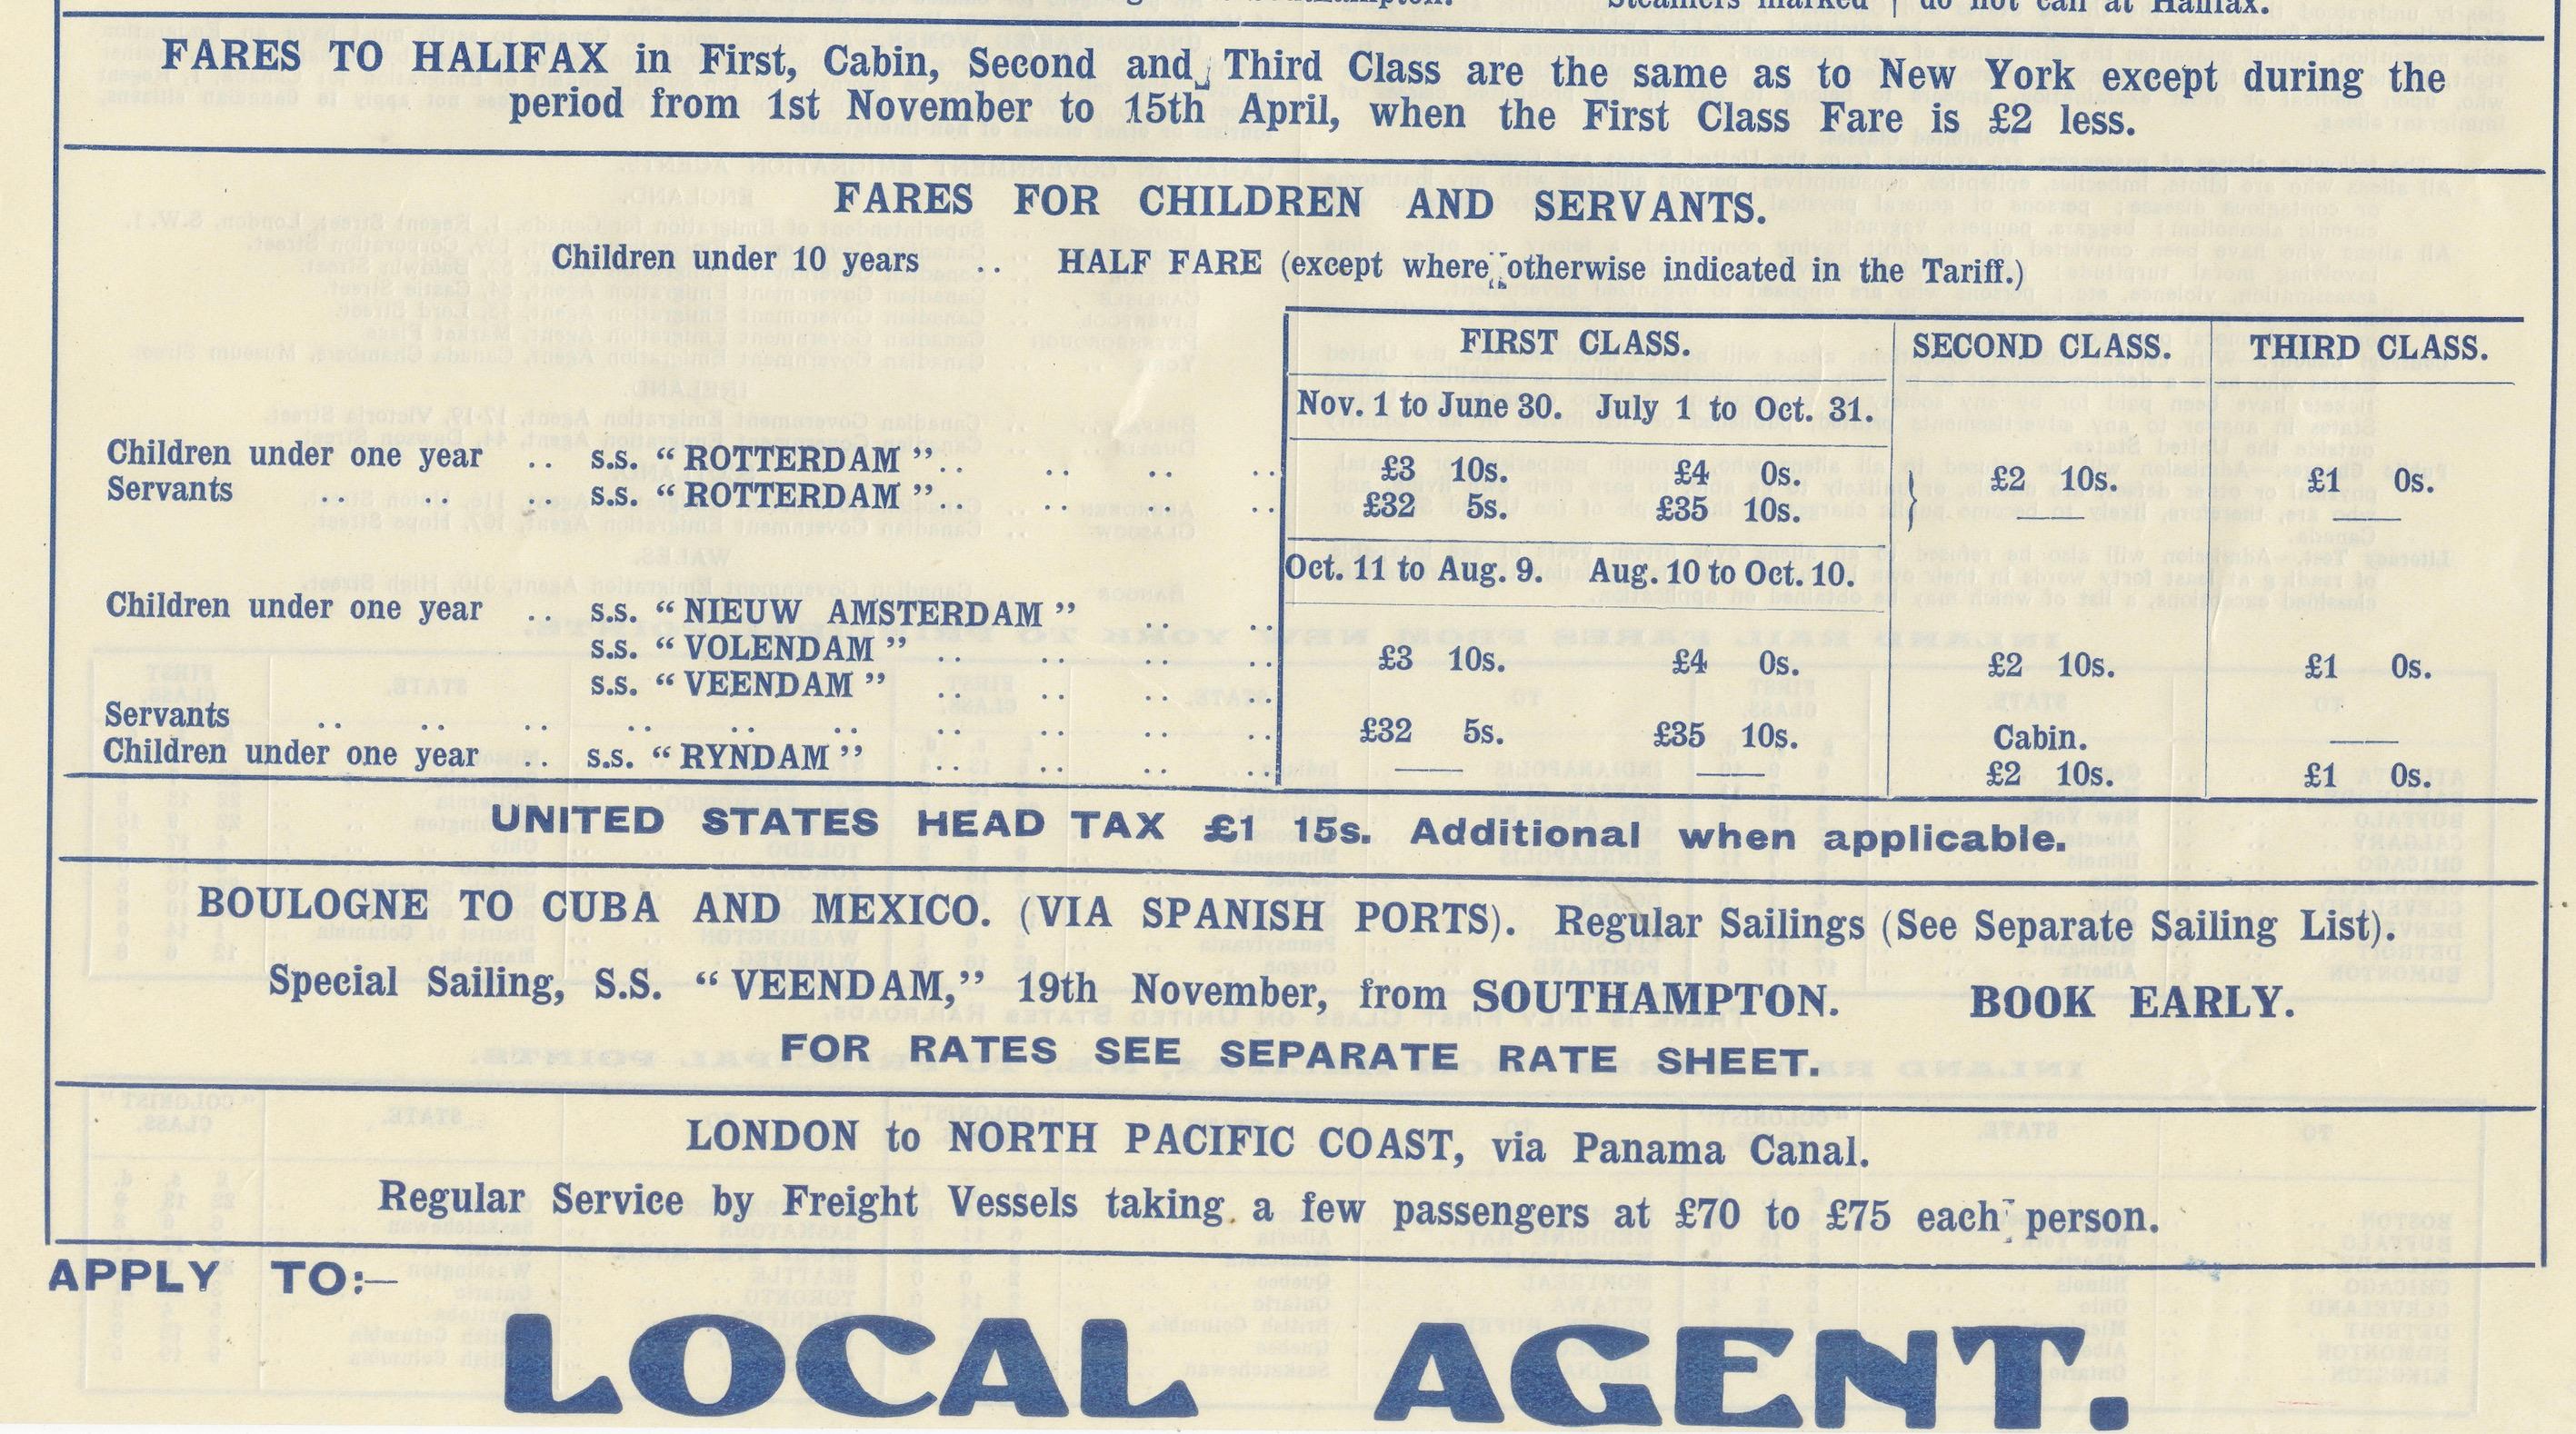 Southampton. Steamers marked † do not call at Halifax.
FARES TO HALIFAX in First, Cabin, Second and Third Class are the same as to New York except during the
period from 1st November to 15th April, when the First Class Fare is £2 less.
FARES FOR CHILDREN AND SERVANTS.
Children under 10 years .. HALF FARE (except where otherwise indicated in the Tariff.)
FIRST CLASS. SECOND CLASS. THIRD CLASS.
Nov. 1 to June 30. July 1 to Oct. 31.
Children under one year .. s.s. “ROTTERDAM”.. .. .. .. £3 10s. £4 0s. £2 10s. £1 0s.
Servants .. .. .. s.s. “ROTTERDAM” .. .. .. .. £32 5s. £35 10s. — —
Oct. 11 to Aug. 9. Aug. 10 to Oct. 10.
Children under one year .. s.s. “NIEUW AMSTERDAM” .. ..
s.s. “VOLENDAM” .. .. .. .. £3 10s. £4 0s. £2 10s. £1 0s.
s.s. “VEENDAM” .. .. .. ..
Servants .. .. .. .. .. .. .. .. .. .. £32 5s. £35 10s. Cabin. —
Children under one year .. s.s. “RYNDAM” .. .. .. .. — — £2 10s. £1 0s.
UNITED STATES HEAD TAX £1 15s. Additional when applicable.
BOULOGNE TO CUBA AND MEXICO. (VIA SPANISH PORTS). Regular Sailings (See Separate Sailing List).
Special Sailing, S.S. “VEENDAM,” 19th November, from SOUTHAMPTON. BOOK EARLY.
FOR RATES SEE SEPARATE RATE SHEET.
LONDON to NORTH PACIFIC COAST, via Panama Canal.
Regular Service by Freight Vessels taking a few passengers at £70 to £75 each person.
APPLY TO:—
LOCAL AGENT.